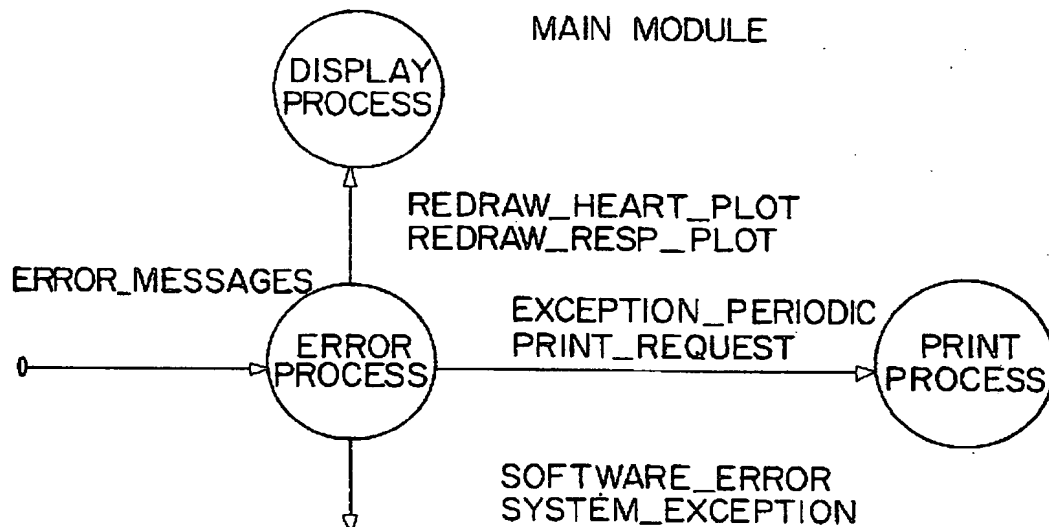 MAIN MODULE
DISPLAY
PROCESS
REDRAW_HEART_PLOT
REDRAW_RESP_PLOT
ERROR_MESSAGES
ERROR
PROCESS
EXCEPTION_PERIODIC
PRINT_REQUEST
PRINT
PROCESS
SOFTWARE_ERROR
SYSTEM_EXCEPTION